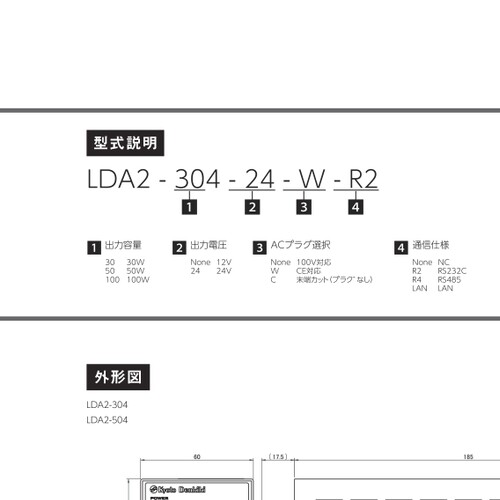 型式説明
LDA2 - 304 - 24 - W - R2
1 2 3 4
1 出力容量
30 30W
50 50W
100 100W
2 出力電圧
None 12V
24 24V
3 ACプラグ選択
None 100V対応
W CE対応
C 末端カット(プラグなし)
4 通信仕様
None NC
R2 RS232C
R4 RS485
LAN LAN
外形図
LDA2-304
LDA2-504
60 (17.5) 185
Kyoto Denkiki
POWER